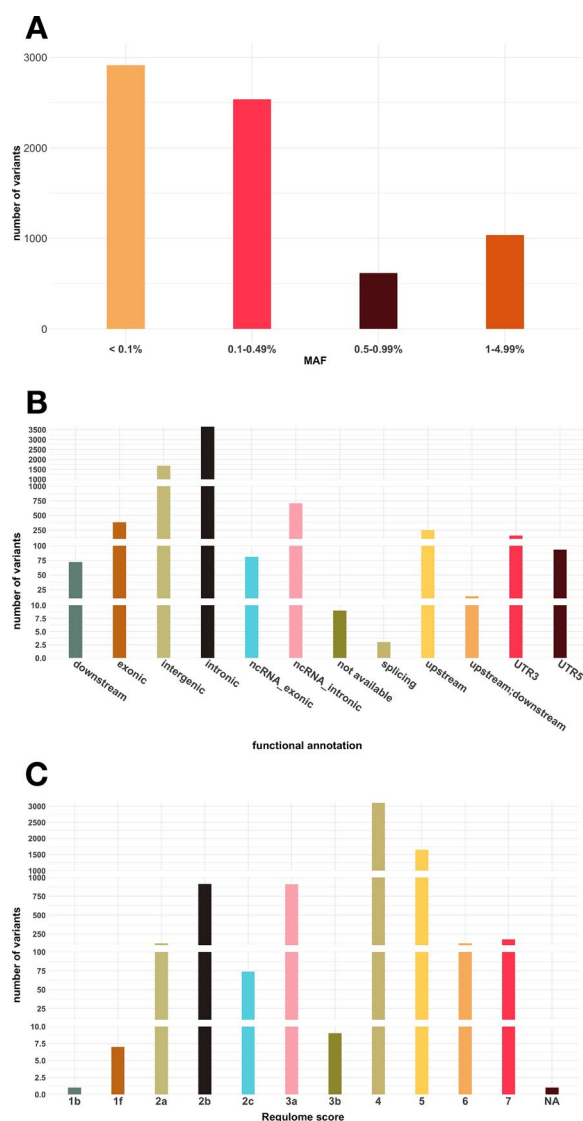 A
number of variants
3000
2000
1000
0
< 0.1%
0.1-0.49%
0.5-0.99%
1-4.99%
MAF
B
number of variants
3500
3000
2500
2000
1500
1000
1000
750
500
250
100
75
50
25
10.0
7.5
5.0
2.5
0.0
downstream
exonic
intergenic
intronic
ncRNA_exonic
ncRNA_intronic
not available
splicing
upstream
upstream;downstream
UTR3
UTR5
functional annotation
C
number of variants
3000
2500
2000
1500
1000
1000
750
500
250
100
75
50
25
10.0
7.5
5.0
2.5
0.0
1b
1f
2a
2b
2c
3a
3b
4
5
6
7
NA
Regulome score